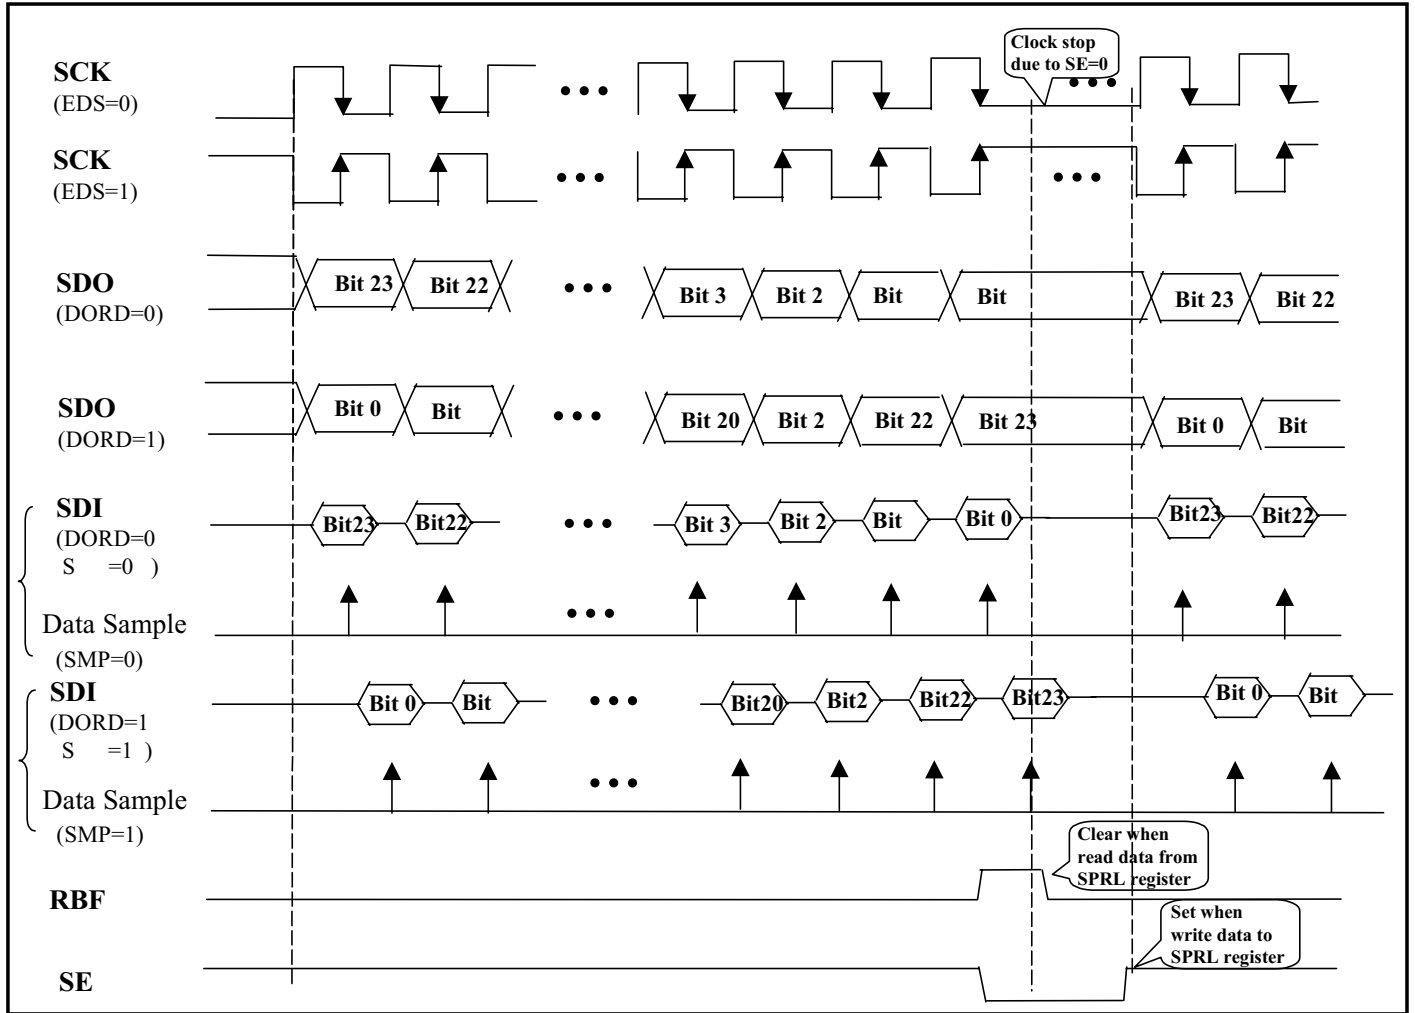 SCK
(EDS=0)
Clock stop
due to SE=0
SCK
(EDS=1)
SDO
(DORD=0)
Bit 23
Bit 22
Bit 3
Bit 2
Bit
Bit
Bit 23
Bit 22
SDO
(DORD=1)
Bit 0
Bit
Bit 20
Bit 2
Bit 22
Bit 23
Bit 0
Bit
SDI
(DORD=0
S =0 )
Bit23
Bit22
Bit 3
Bit 2
Bit
Bit 0
Bit23
Bit22
Data Sample
(SMP=0)
SDI
(DORD=1
S =1 )
Bit 0
Bit
Bit20
Bit2
Bit22
Bit23
Bit 0
Bit
Data Sample
(SMP=1)
Clear when
read data from
SPRL register
RBF
Set when
write data to
SPRL register
SE